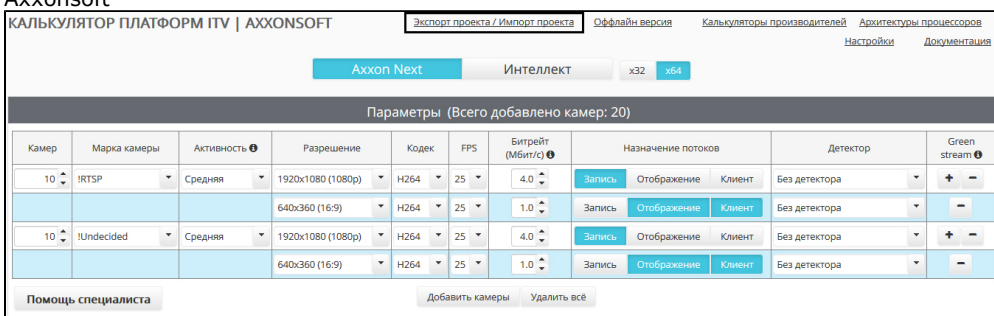 Axxonsoft
КАЛЬКУЛЯТОР ПЛАТФОРМ ITV | AXXONSOFT
Экспорт проекта / Импорт проекта Оффлайн версия Калькуляторы производителей Архитектуры процессоров
Настройки Документация
Axxon Next Интеллект x32 x64
Параметры (Всего добавлено камер: 20)
Камер Марка камеры Активность Разрешение Кодек FPS Битрейт (Мбит/с) Назначение потоков Детектор Green stream
10 !RTSP Средняя 1920x1080 (1080p) H264 25 4.0 Запись Отображение Клиент Без детектора + −
640x360 (16:9) H264 25 1.0 Запись Отображение Клиент Без детектора −
10 !Undecided Средняя 1920x1080 (1080p) H264 25 4.0 Запись Отображение Клиент Без детектора + −
640x360 (16:9) H264 25 1.0 Запись Отображение Клиент Без детектора −
Помощь специалиста Добавить камеры Удалить всё